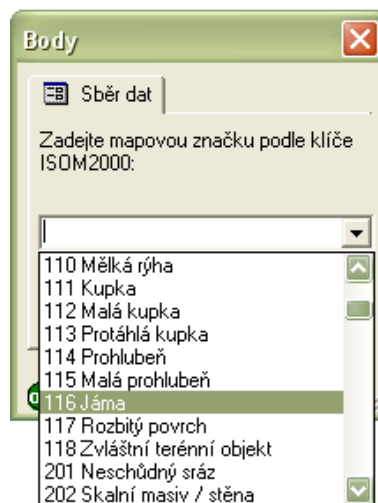 Body
Sběr dat
Zadejte mapovou značku podle klíče
ISOM2000:
110 Mělká rýha
111 Kupka
112 Malá kupka
113 Protáhlá kupka
114 Prohlubeň
115 Malá prohlubeň
116 Jáma
117 Rozbitý povrch
118 Zvláštní terénní objekt
201 Neschůdný sráz
202 Skalní masiv / stěna